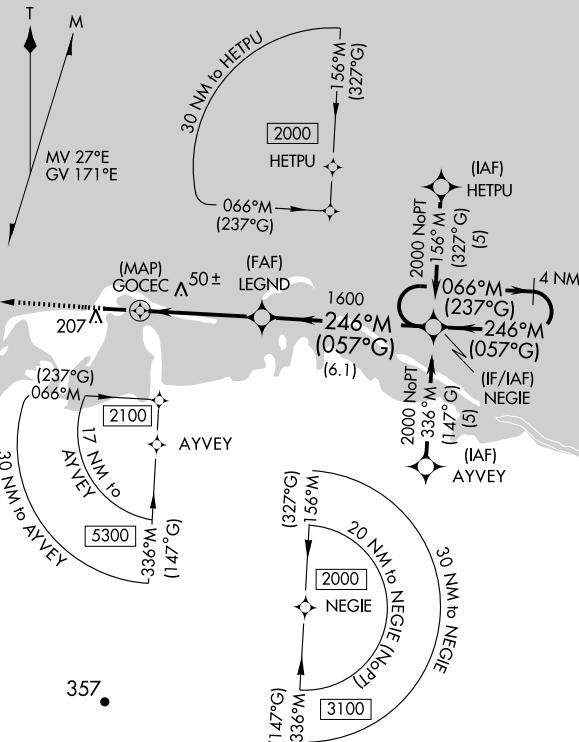 T
M
MV 27°E
GV 171°E
30 NM to HETPU
156°M
(327°G)
2000
HETPU
066°M
(237°G)
(IAF)
HETPU
2000 NoPT
156°M
(327°G)
(5)
066°M
(237°G)
4 NM
246°M
(057°G)
(IF/IAF)
NEGIE
(MAP)
GOCEC
50±
(FAF)
LEGND
1600
246°M
(057°G)
(6.1)
207
2000 NoPT
336°M
(147°G)
(5)
(IAF)
AYVEY
(237°G)
066°M
2100
AYVEY
17 NM to
AYVEY
30 NM to AYVEY
5300
336°M
(147°G)
(327°G)
156°M
20 NM to NEGIE (NoPT)
30 NM to NEGIE
2000
NEGIE
3100
(147°G)
336°M
357